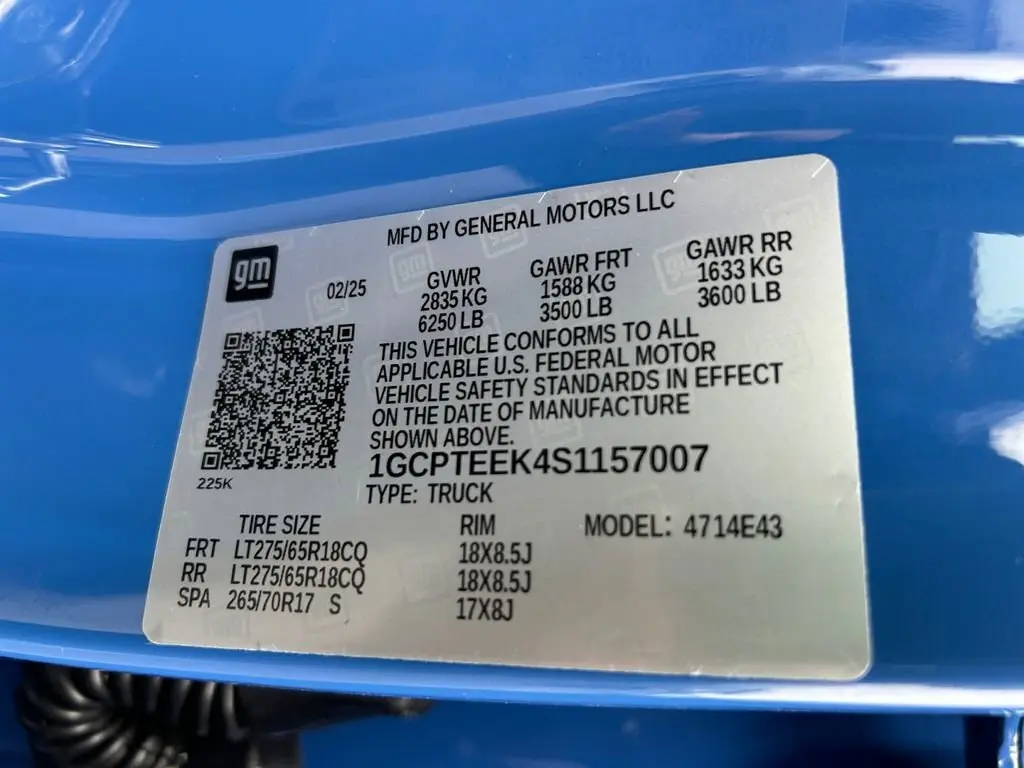 MFD BY GENERAL MOTORS LLC
gm
02/25
GVWR GAWR FRT GAWR RR
2835 KG 1588 KG 1633 KG
6250 LB 3500 LB 3600 LB
THIS VEHICLE CONFORMS TO ALL
APPLICABLE U.S. FEDERAL MOTOR
VEHICLE SAFETY STANDARDS IN EFFECT
ON THE DATE OF MANUFACTURE
SHOWN ABOVE.
225K
1GCPTEEK4S1157007
TYPE: TRUCK
TIRE SIZE RIM MODEL: 4714E43
FRT LT275/65R18CQ 18X8.5J
RR LT275/65R18CQ 18X8.5J
SPA 265/70R17 S 17X8J